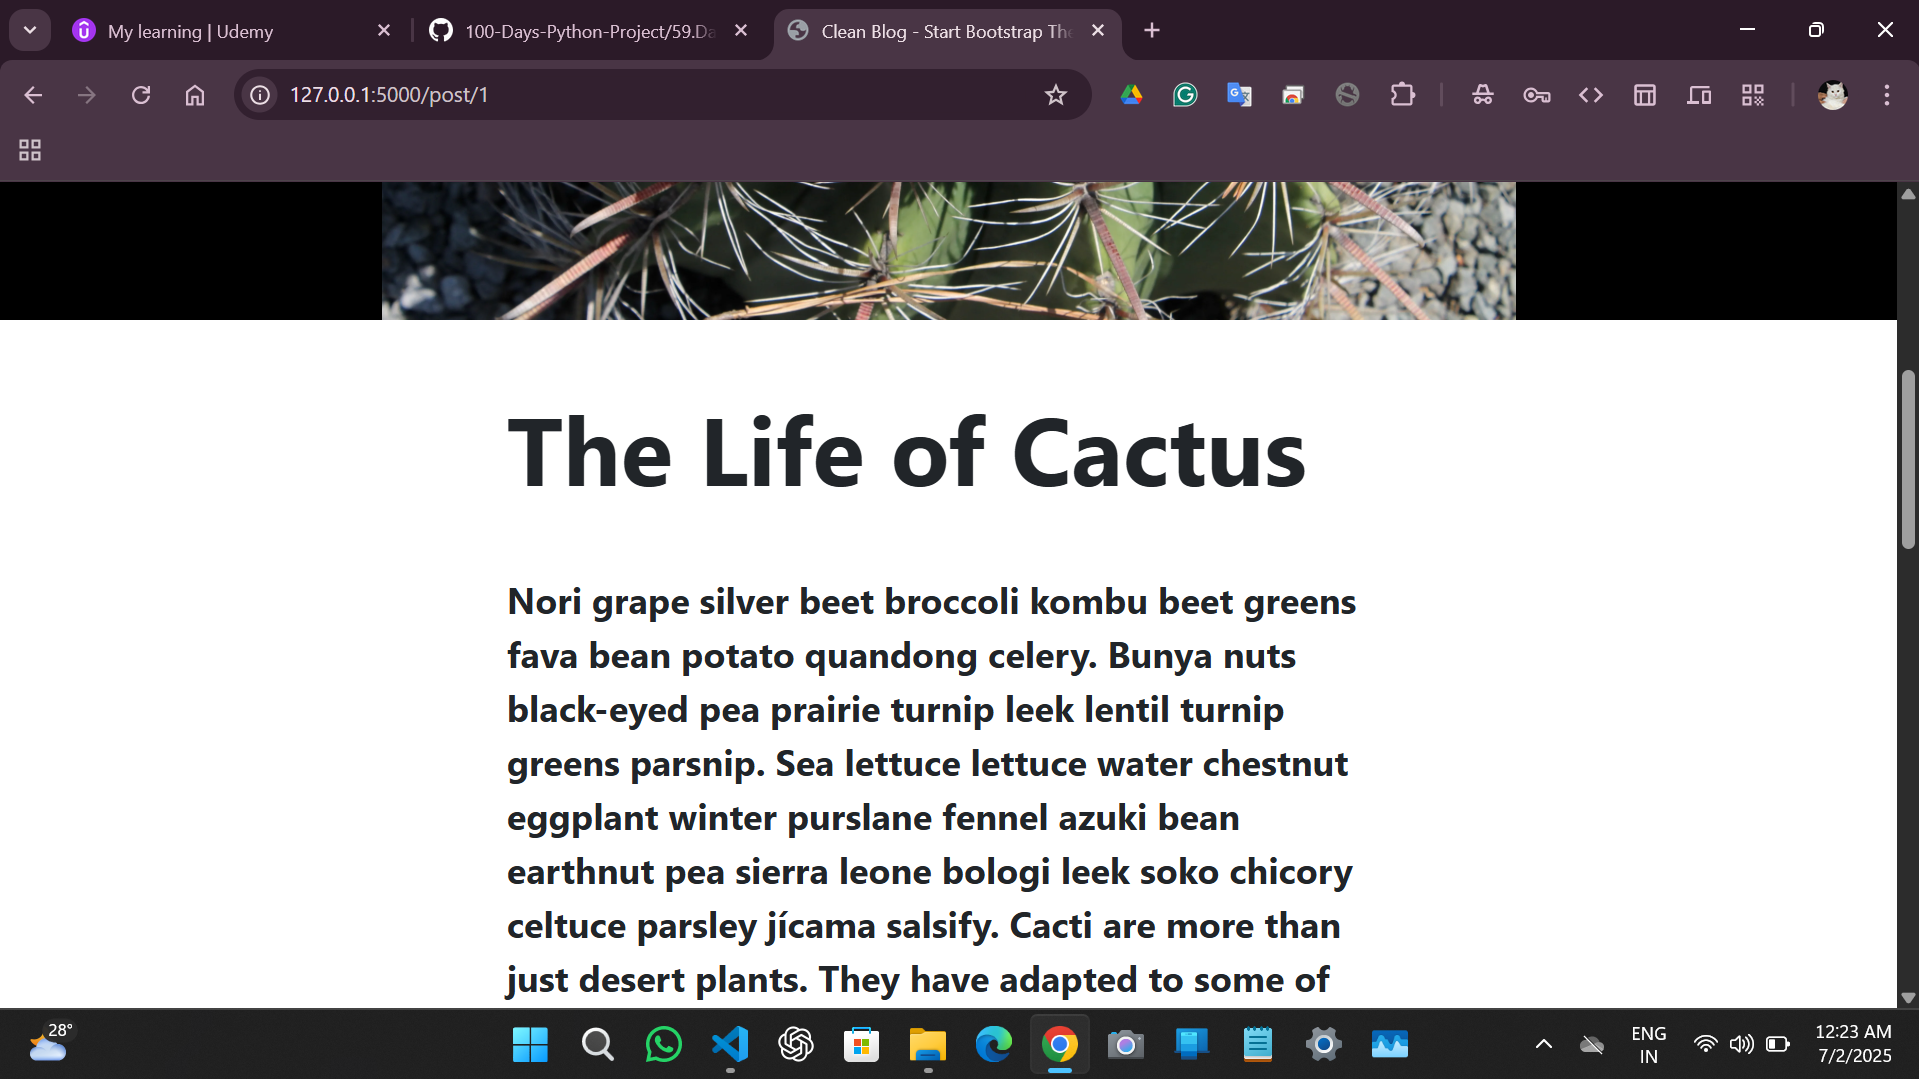 My learning | Udemy
100-Days-Python-Project/59.Da
Clean Blog - Start Bootstrap The
127.0.0.1:5000/post/1
The Life of Cactus
Nori grape silver beet broccoli kombu beet greens
fava bean potato quandong celery. Bunya nuts
black-eyed pea prairie turnip leek lentil turnip
greens parsnip. Sea lettuce lettuce water chestnut
eggplant winter purslane fennel azuki bean
earthnut pea sierra leone bologi leek soko chicory
celtuce parsley jícama salsify. Cacti are more than
just desert plants. They have adapted to some of
28°
ENG
IN
12:23 AM
7/2/2025